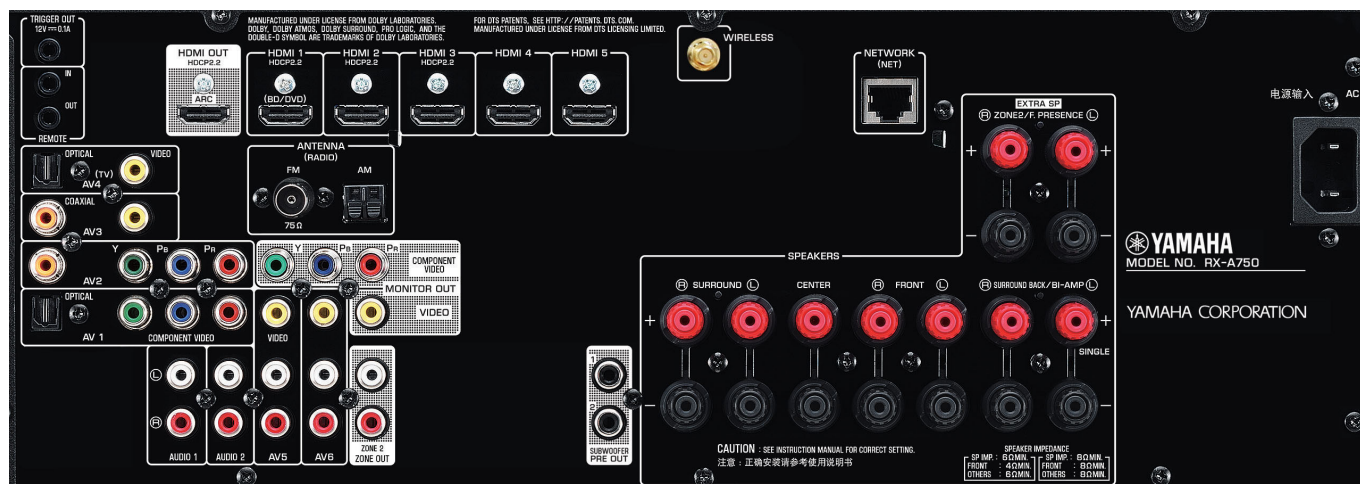 TRIGGER OUT
12V⎓0.1A
IN
OUT
REMOTE
MANUFACTURED UNDER LICENSE FROM DOLBY LABORATORIES.
DOLBY, DOLBY ATMOS, DOLBY SURROUND, PRO LOGIC, AND THE
DOUBLE-D SYMBOL ARE TRADEMARKS OF DOLBY LABORATORIES.
FOR DTS PATENTS, SEE HTTP://PATENTS.DTS.COM.
MANUFACTURED UNDER LICENSE FROM DTS LICENSING LIMITED.
HDMI OUT
HDCP2.2
ARC
HDMI 1
HDCP2.2
(BD/DVD)
HDMI 2
HDCP2.2
HDMI 3
HDCP2.2
HDMI 4
HDMI 5
WIRELESS
NETWORK
(NET)
电源输入 AC
OPTICAL
(TV)
VIDEO
AV4
COAXIAL
AV3
ANTENNA
(RADIO)
FM
AM
75Ω
EXTRA SP
Ⓡ ZONE2/F. PRESENCE Ⓛ
+ +
− −
AV2
Y PB PR
Y PB PR
COMPONENT
VIDEO
MONITOR OUT
VIDEO
OPTICAL
AV 1
COMPONENT VIDEO
VIDEO
Ⓛ
Ⓡ
AUDIO 1
AUDIO 2
AV5
AV6
ZONE 2
ZONE OUT
1
2
SUBWOOFER
PRE OUT
SPEAKERS
Ⓡ SURROUND Ⓛ
CENTER
Ⓡ FRONT Ⓛ
Ⓡ SURROUND BACK/BI-AMP Ⓛ
+ +
SINGLE
− −
CAUTION : SEE INSTRUCTION MANUAL FOR CORRECT SETTING.
注意 : 正确安装请参考使用说明书
SPEAKER IMPEDANCE
SP IMP. : 6ΩMIN.
FRONT : 4ΩMIN.
OTHERS : 6ΩMIN.
SP IMP. : 8ΩMIN.
FRONT : 8ΩMIN.
OTHERS : 8ΩMIN.
YAMAHA
MODEL NO. RX-A750
YAMAHA CORPORATION